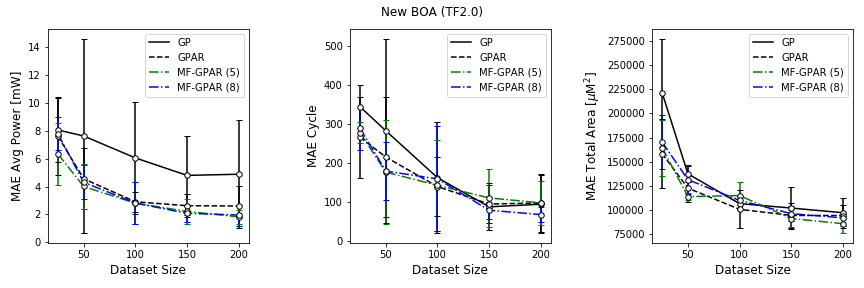 New BOA (TF2.0)
MAE Avg Power [mW]
14
12
10
8
6
4
2
0
50
100
150
200
Dataset Size
GP
GPAR
MF-GPAR (5)
MF-GPAR (8)
MAE Cycle
500
400
300
200
100
0
50
100
150
200
Dataset Size
GP
GPAR
MF-GPAR (5)
MF-GPAR (8)
MAE Total Area [μM²]
275000
250000
225000
200000
175000
150000
125000
100000
75000
50
100
150
200
Dataset Size
GP
GPAR
MF-GPAR (5)
MF-GPAR (8)